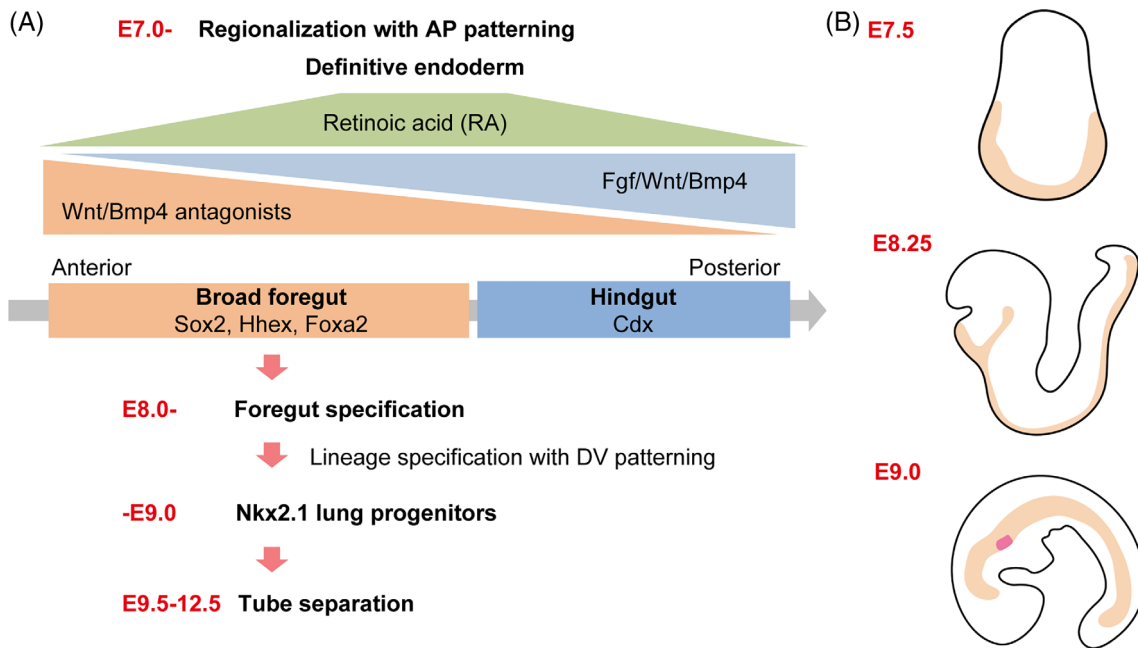 (A)
E7.0- Regionalization with AP patterning
Definitive endoderm
Retinoic acid (RA)
Fgf/Wnt/Bmp4
Wnt/Bmp4 antagonists
Anterior Posterior
Broad foregut
Sox2, Hhex, Foxa2
Hindgut
Cdx
E8.0- Foregut specification
Lineage specification with DV patterning
-E9.0 Nkx2.1 lung progenitors
E9.5-12.5 Tube separation
(B)
E7.5
E8.25
E9.0